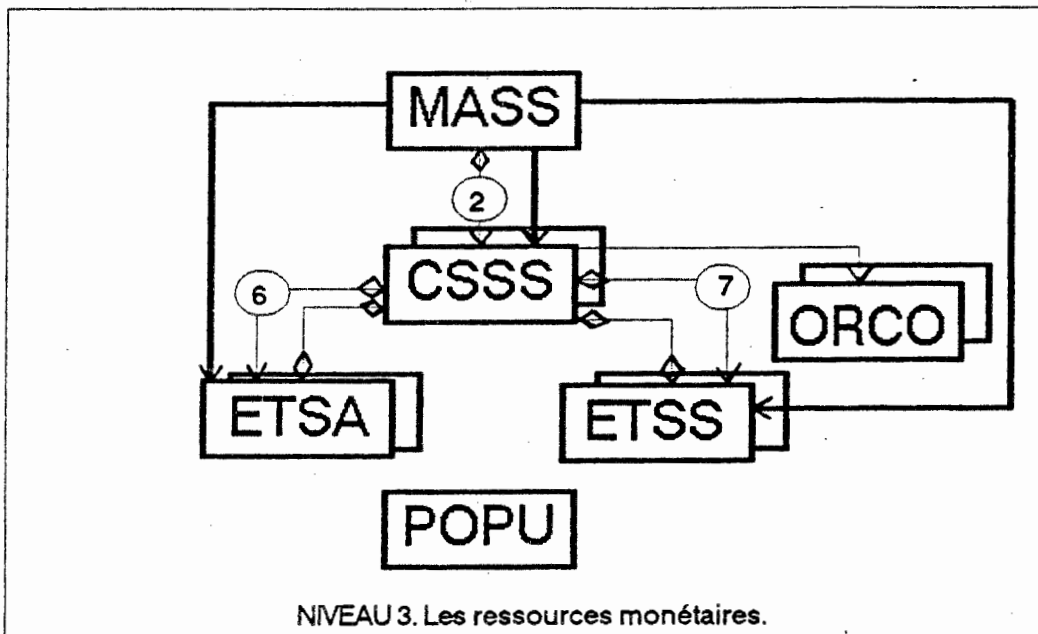 MASS
2
CSSS
6
7
ORCO
ETSA
ETSS
POPU
NIVEAU 3. Les ressources monétaires.